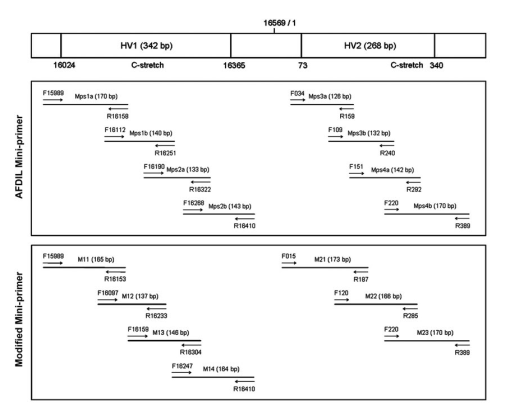 16569 / 1
HV1 (342 bp) HV2 (268 bp)
16024 C-stretch 16365 73 C-stretch 340
AFDIL Mini-primer
F15989 Mps1a (170 bp) R16158
F16112 Mps1b (140 bp) R16251
F16190 Mps2a (133 bp) R16322
F16268 Mps2b (143 bp) R16410
F034 Mps3a (126 bp) R159
F109 Mps3b (132 bp) R240
F151 Mps4a (142 bp) R292
F220 Mps4b (170 bp) R389
Modified Mini-primer
F15989 M11 (165 bp) R16153
F16097 M12 (137 bp) R16233
F16159 M13 (146 bp) R16304
F16247 M14 (164 bp) R16410
F015 M21 (173 bp) R187
F120 M22 (166 bp) R285
F220 M23 (170 bp) R389